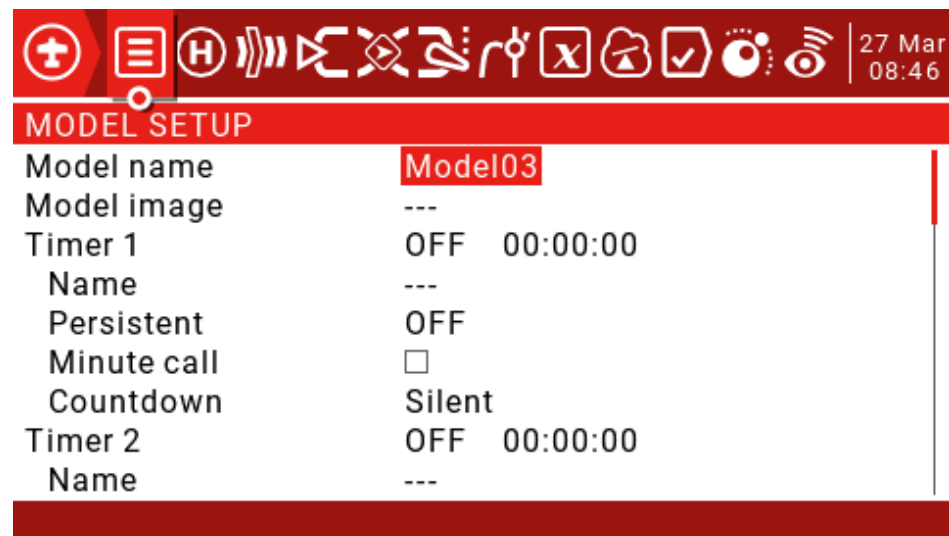 27 Mar
08:46
MODEL SETUP
Model name Model03
Model image ---
Timer 1 OFF 00:00:00
Name ---
Persistent OFF
Minute call
Countdown Silent
Timer 2 OFF 00:00:00
Name ---